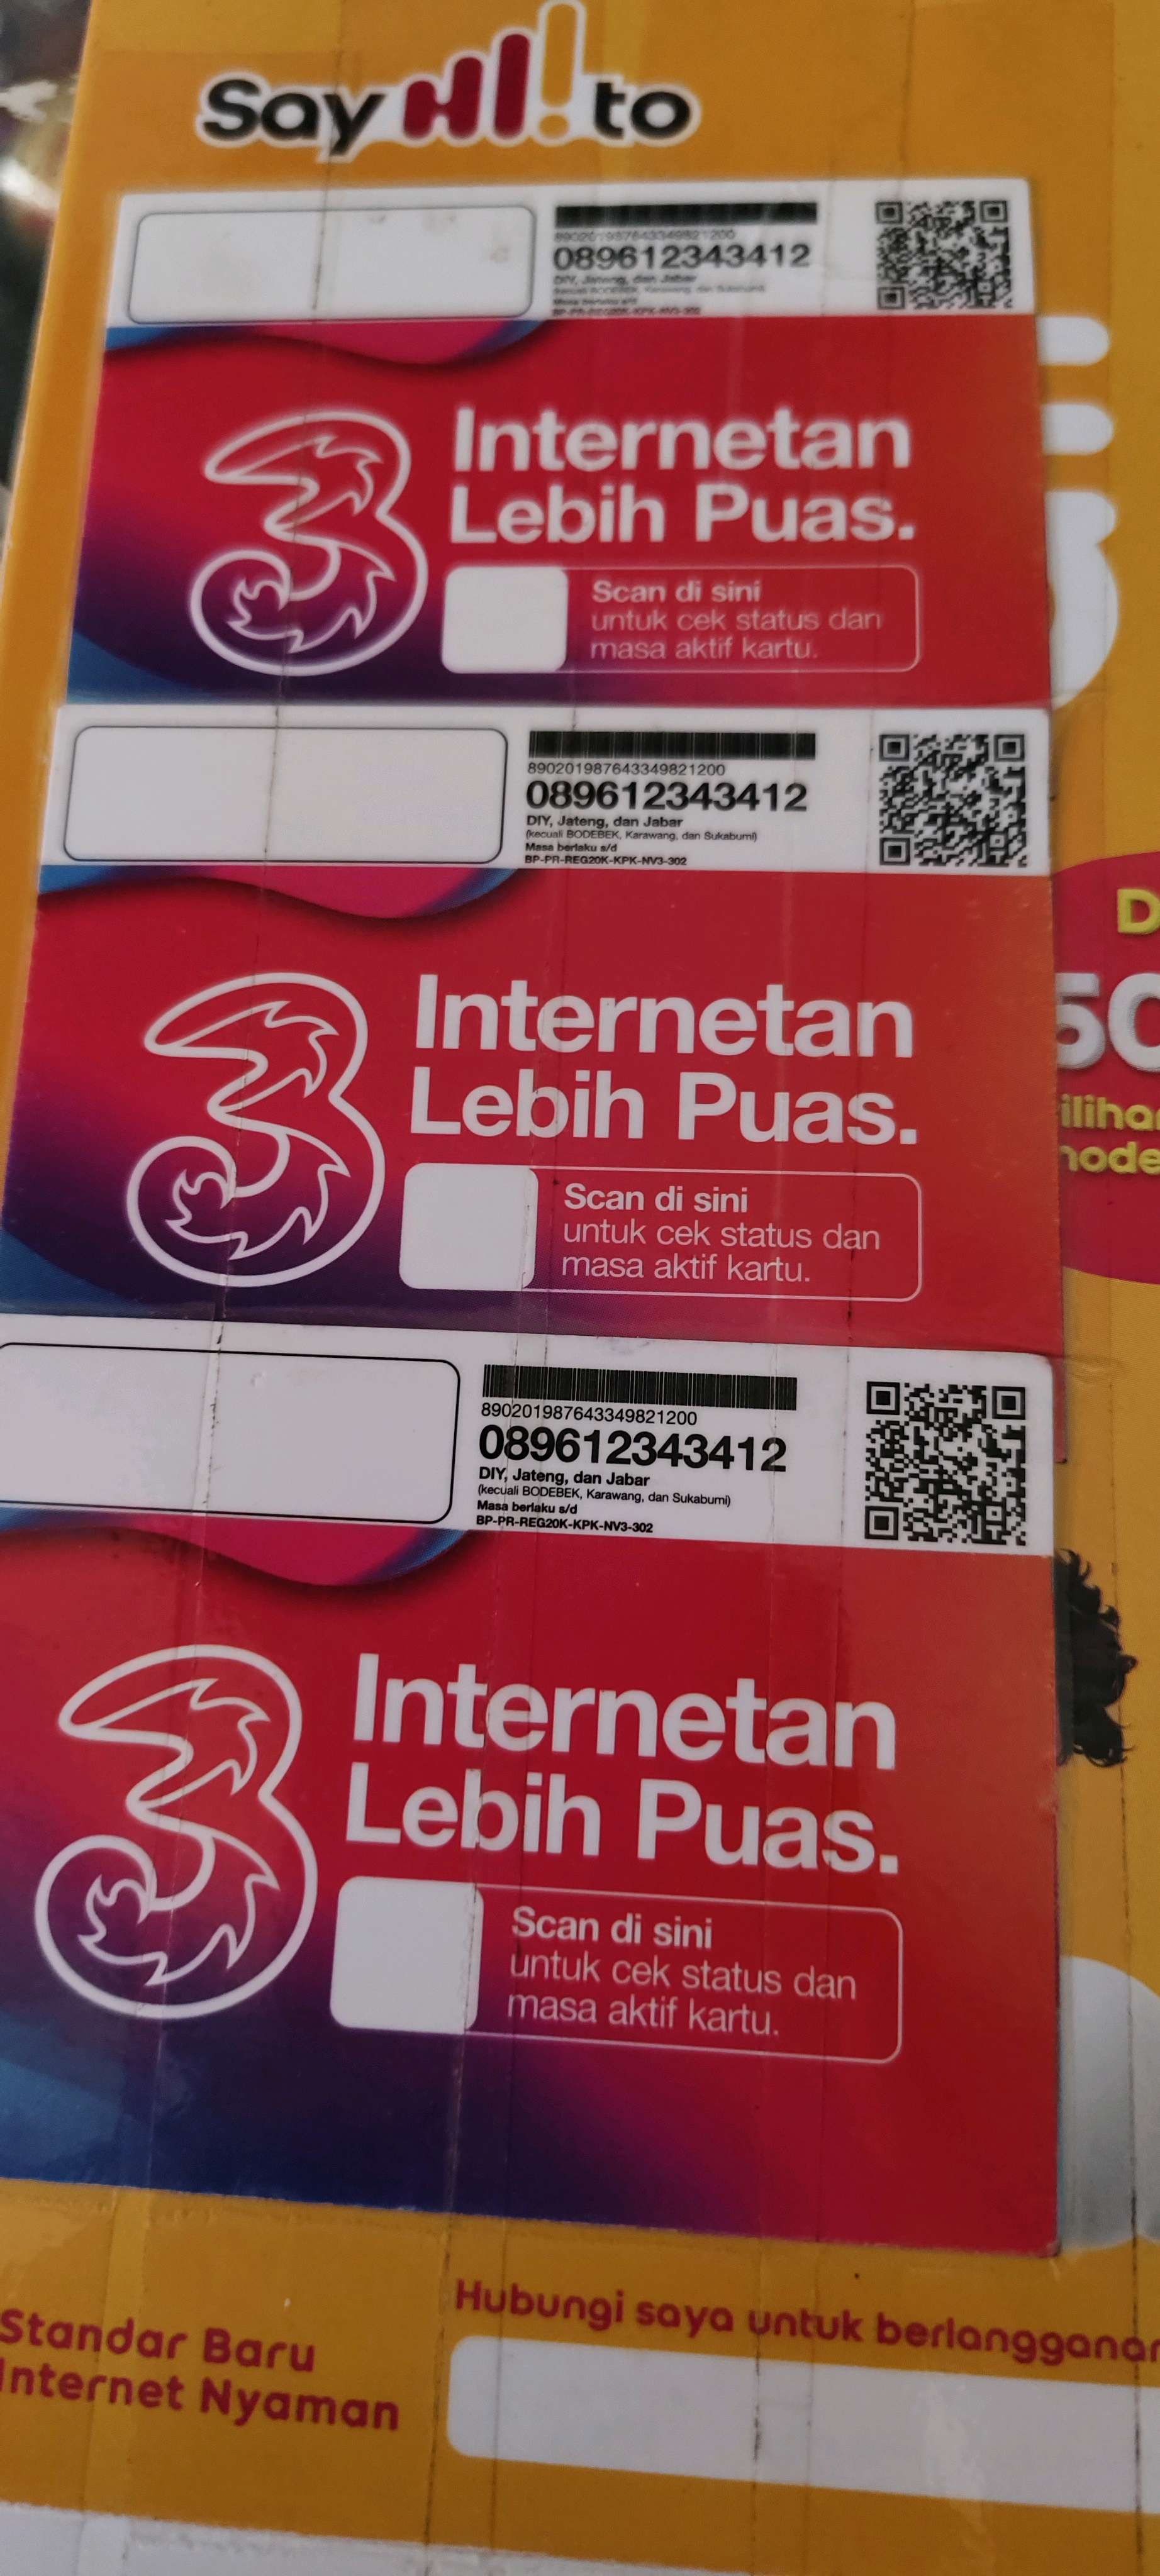 Say HI! to
089612343412
DIY, Jateng, dan Jabar
Internetan
Lebih Puas.
Scan di sini
untuk cek status dan
masa aktif kartu.
890201987643349821200
089612343412
DIY, Jateng, dan Jabar
(kecuali BODEBEK, Karawang, dan Sukabumi)
Masa berlaku s/d
BP-PR-REG20K-KPK-NV3-302
3
Internetan
Lebih Puas.
Scan di sini
untuk cek status dan
masa aktif kartu.
890201987643349821200
089612343412
DIY, Jateng, dan Jabar
(kecuali BODEBEK, Karawang, dan Sukabumi)
Masa berlaku s/d
BP-PR-REG20K-KPK-NV3-302
3
Internetan
Lebih Puas.
Scan di sini
untuk cek status dan
masa aktif kartu.
Hubungi saya untuk berlangganan
Standar Baru
Internet Nyaman